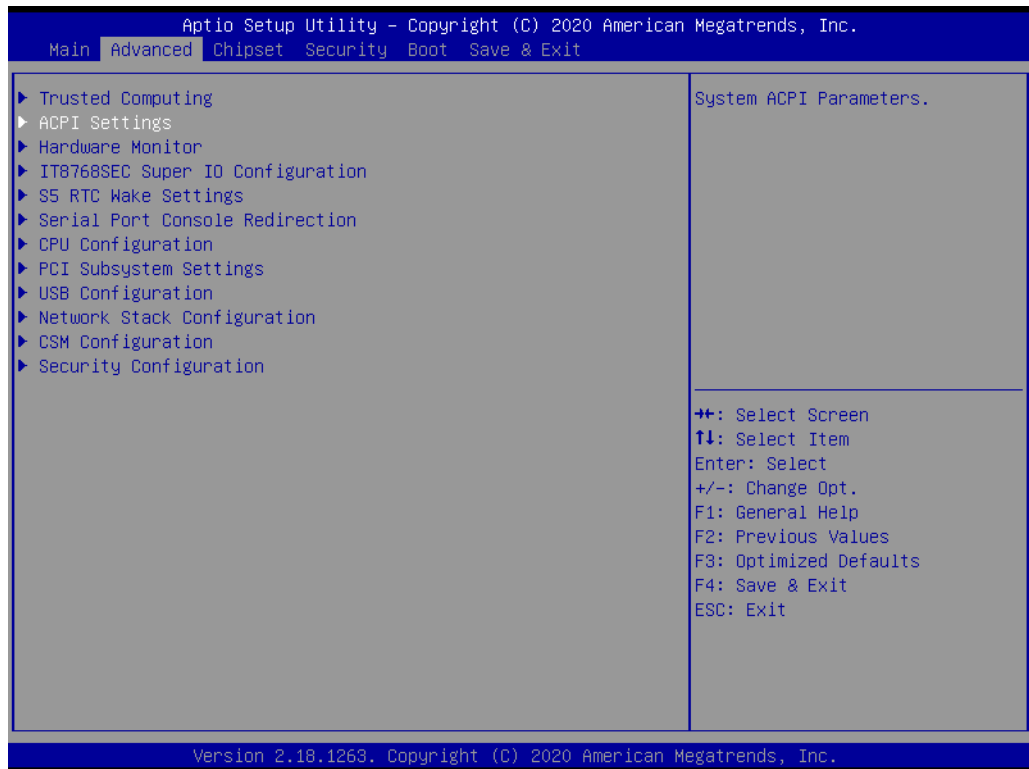 Aptio Setup Utility – Copyright (C) 2020 American Megatrends, Inc.
Main Advanced Chipset Security Boot Save & Exit
▶ Trusted Computing
▶ ACPI Settings
▶ Hardware Monitor
▶ IT8768SEC Super IO Configuration
▶ S5 RTC Wake Settings
▶ Serial Port Console Redirection
▶ CPU Configuration
▶ PCI Subsystem Settings
▶ USB Configuration
▶ Network Stack Configuration
▶ CSM Configuration
▶ Security Configuration
System ACPI Parameters.
→←: Select Screen
↑↓: Select Item
Enter: Select
+/-: Change Opt.
F1: General Help
F2: Previous Values
F3: Optimized Defaults
F4: Save & Exit
ESC: Exit
Version 2.18.1263. Copyright (C) 2020 American Megatrends, Inc.